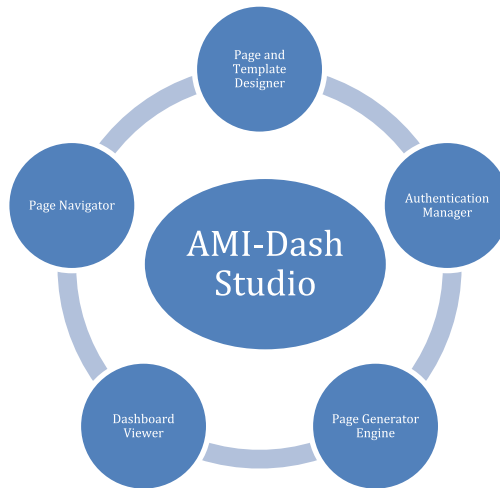 Page and
Template
Designer
Authentication
Manager
Page Navigator
AMI-Dash
Studio
Dashboard
Viewer
Page Generator
Engine